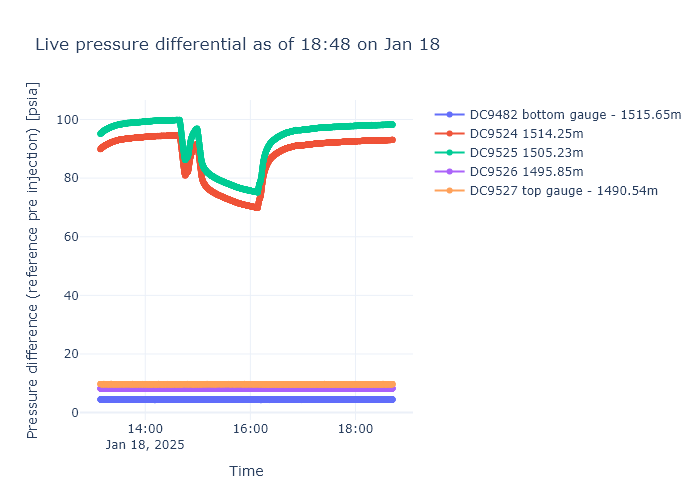 Live pressure differential as of 18:48 on Jan 18
Pressure difference (reference pre injection) [psia]
100
80
60
40
20
0
14:00
Jan 18, 2025
16:00
18:00
Time
DC9482 bottom gauge - 1515.65m
DC9524 1514.25m
DC9525 1505.23m
DC9526 1495.85m
DC9527 top gauge - 1490.54m